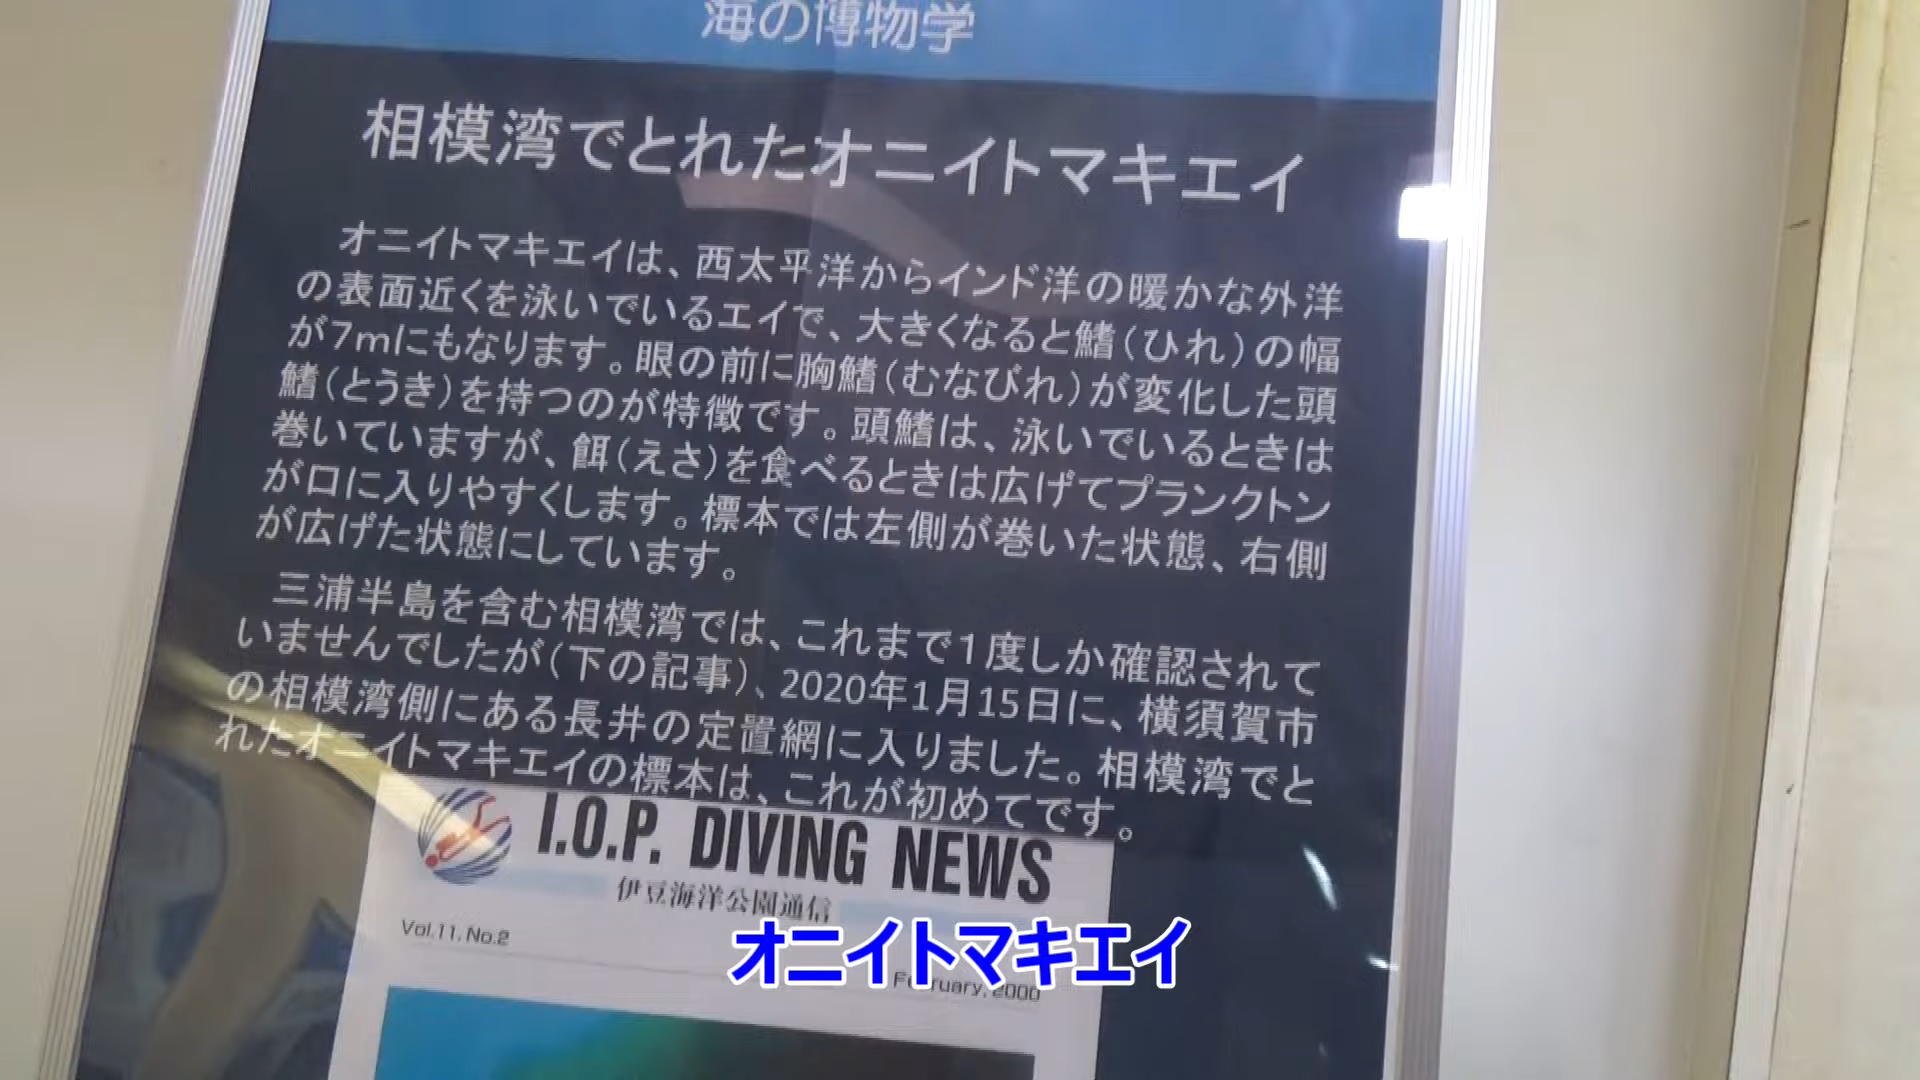 海の博物学
相模湾でとれたオニイトマキエイ
オニイトマキエイは、西太平洋からインド洋の暖かな外洋
の表面近くを泳いでいるエイで、大きくなると鰭(ひれ)の幅
が7mにもなります。眼の前に胸鰭(むなびれ)が変化した頭
鰭(とうき)を持つのが特徴です。頭鰭は、泳いでいるときは
巻いていますが、餌(えさ)を食べるときは広げてプランクトン
が口に入りやすくします。標本では左側が巻いた状態、右側
が広げた状態にしています。
三浦半島を含む相模湾では、これまで1度しか確認されて
いませんでしたが(下の記事)、2020年1月15日に、横須賀市
の相模湾側にある長井の定置網に入りました。相模湾でと
れたオニイトマキエイの標本は、これが初めてです。
I.O.P. DIVING NEWS
伊豆海洋公園通信
Vol.11, No.2
February, 2000
オニイトマキエイ